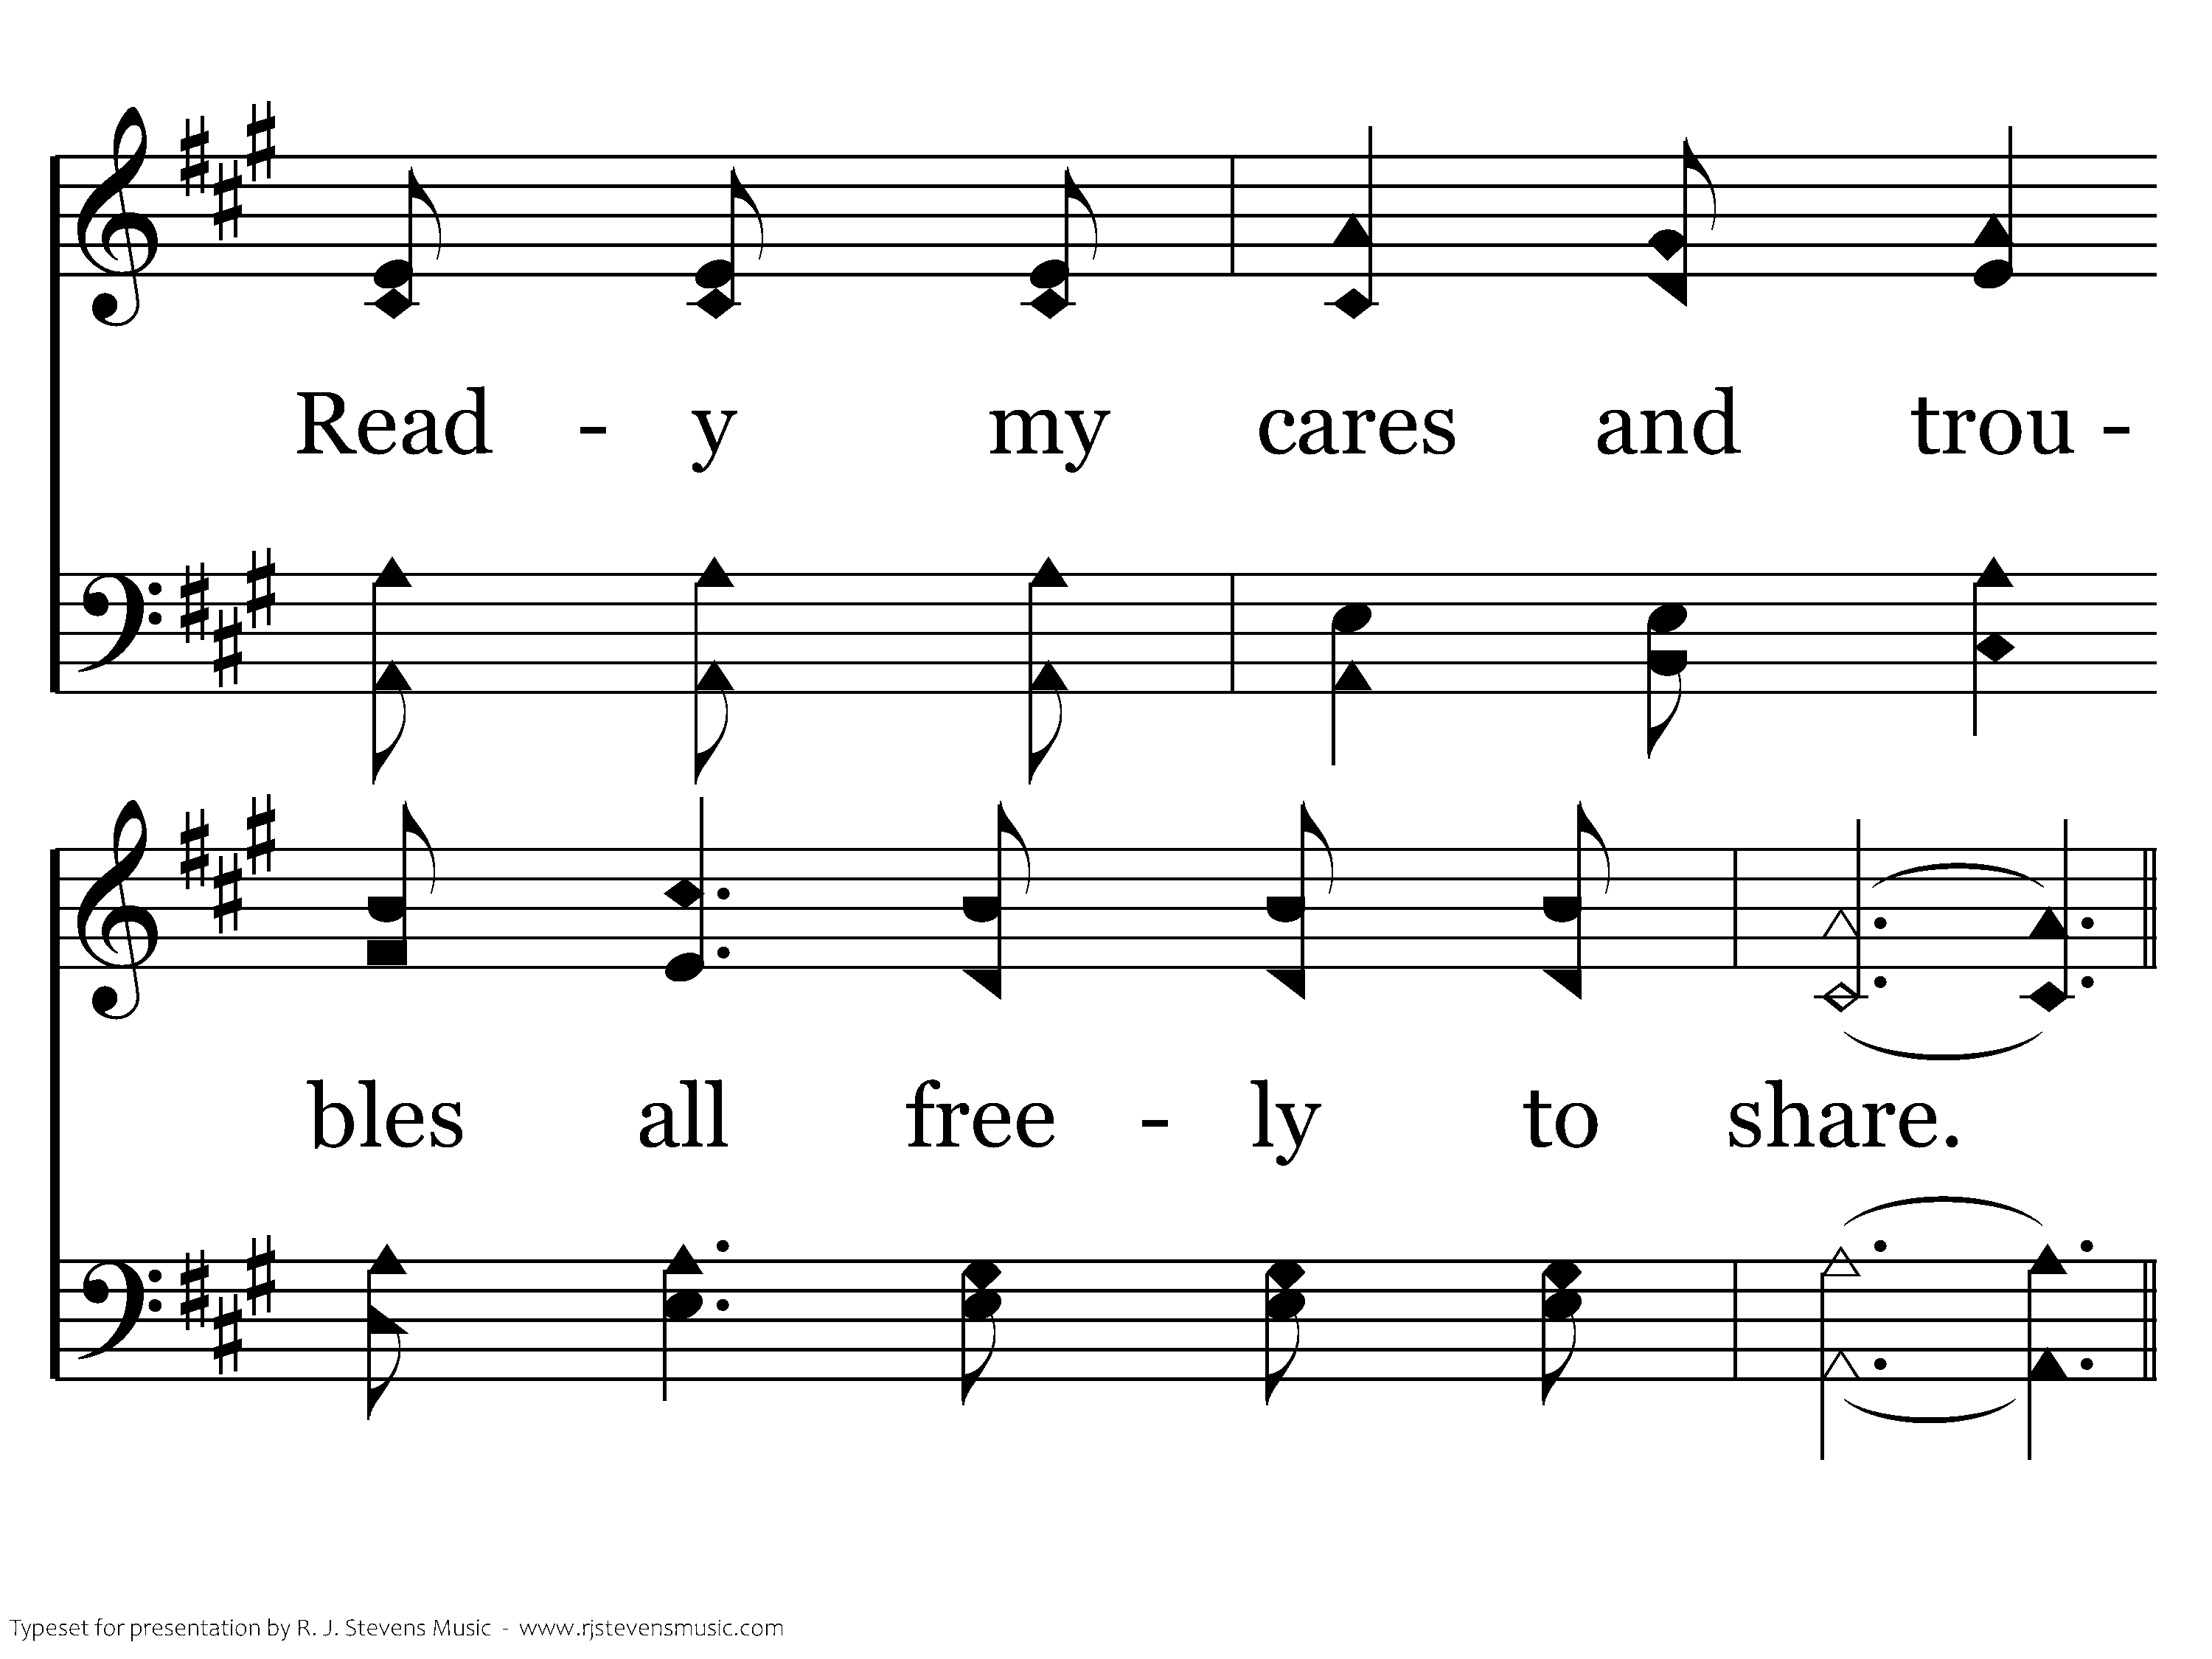 Read - y my cares and trou -
bles all free - ly to share.
Typeset for presentation by R. J. Stevens Music - www.rjstevensmusic.com